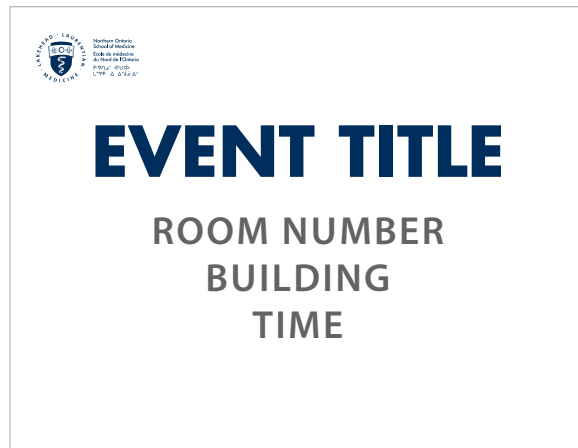 LAKEHEAD · LAURENTIAN
MEDICINE
Northern Ontario
School of Medicine
École de médecine
du Nord de l'Ontario
EVENT TITLE
ROOM NUMBER
BUILDING
TIME